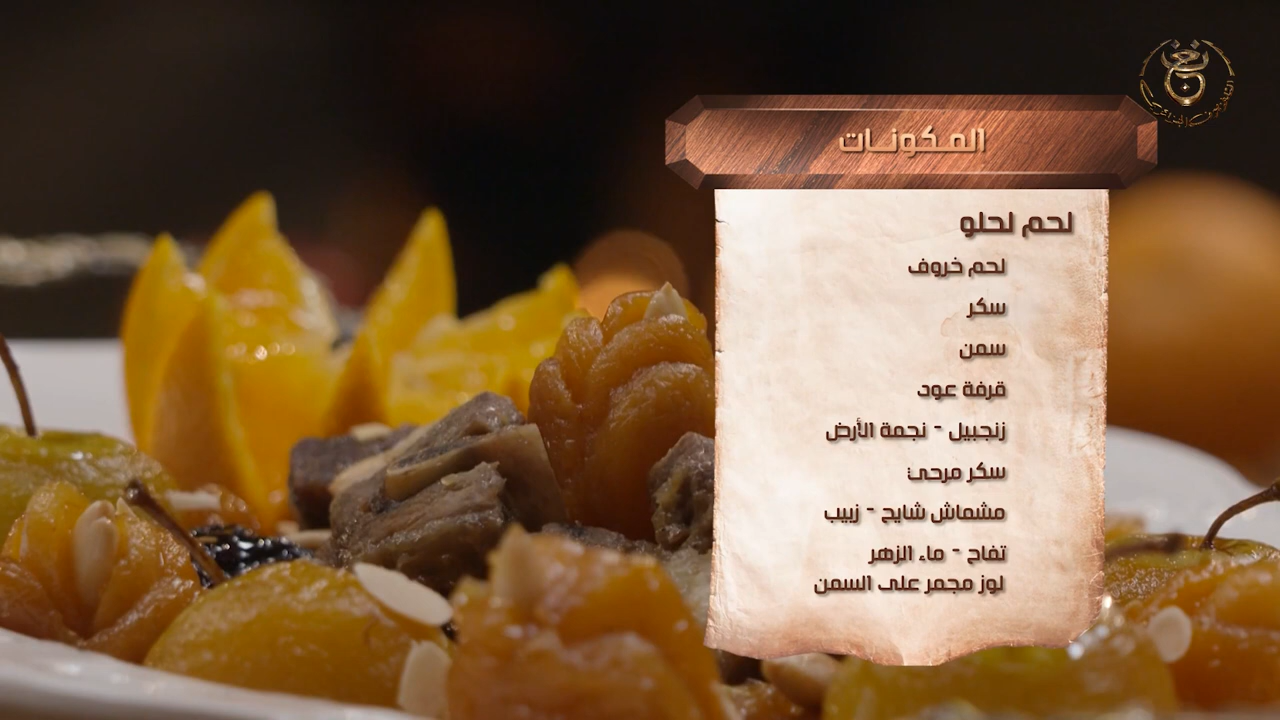 المكونات
لحم لحلو
لحم خروف
سكر
سمن
قرفة عود
زنجبيل - نجمة الأرض
سكر مرحي
مشماش شايح - زبيب
تفاح - ماء الزهر
لوز مجمر على السمن